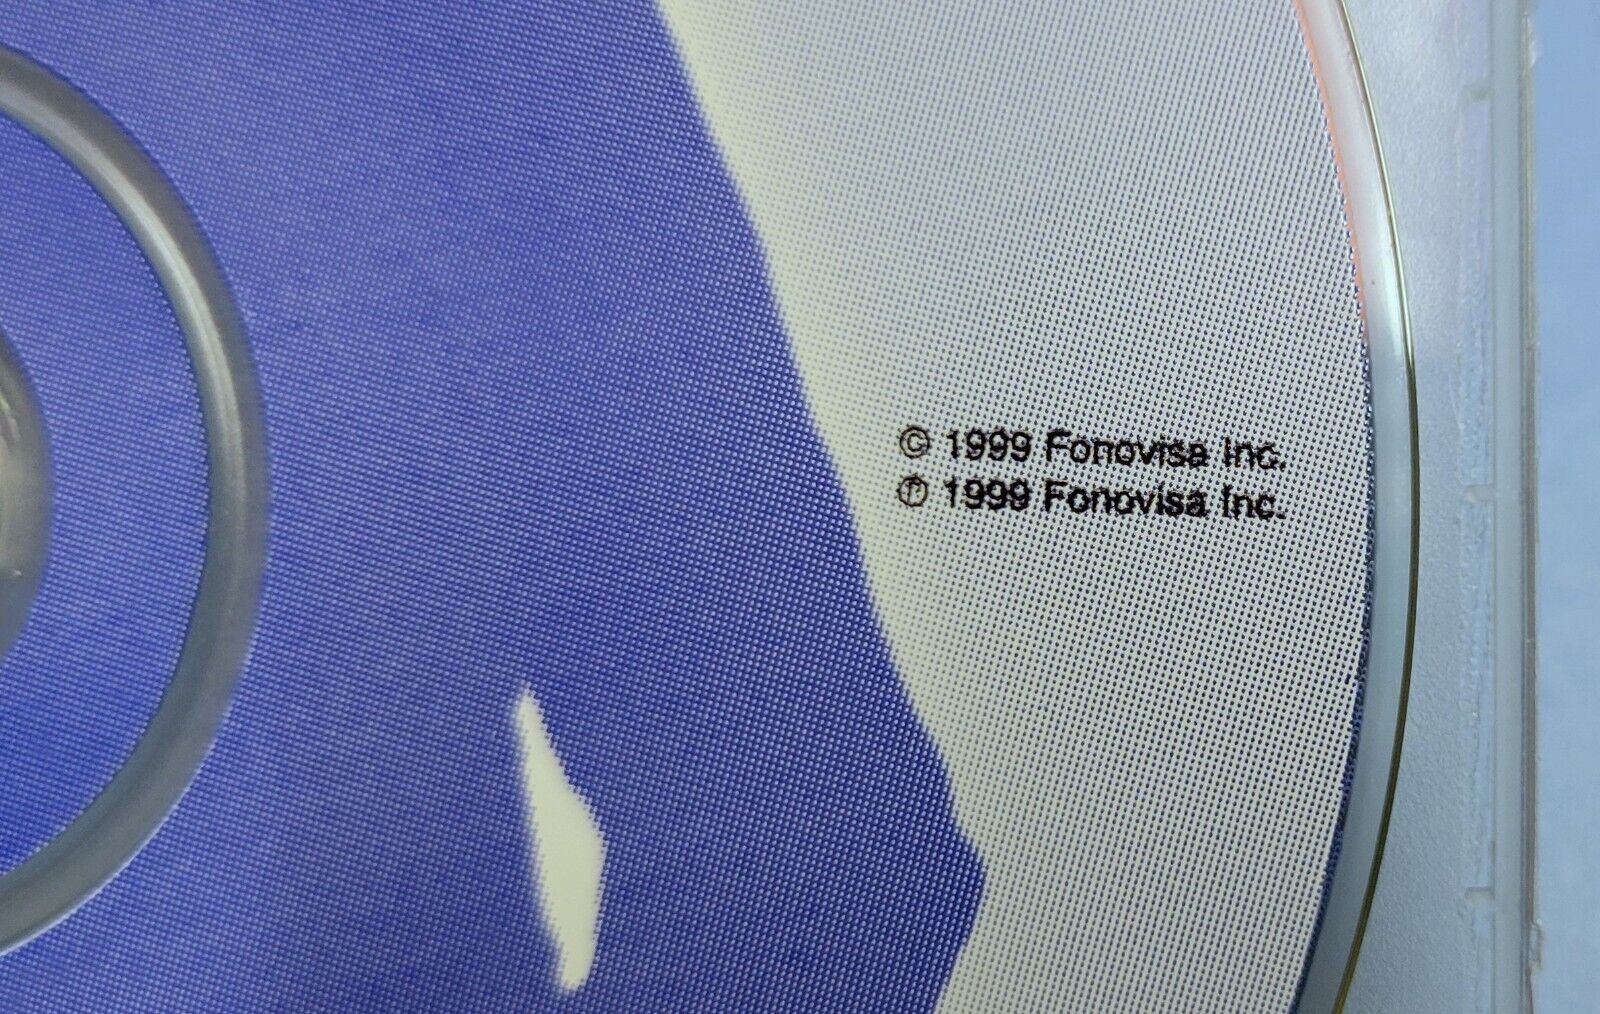 © 1999 Fonovisa Inc.
℗ 1999 Fonovisa Inc.